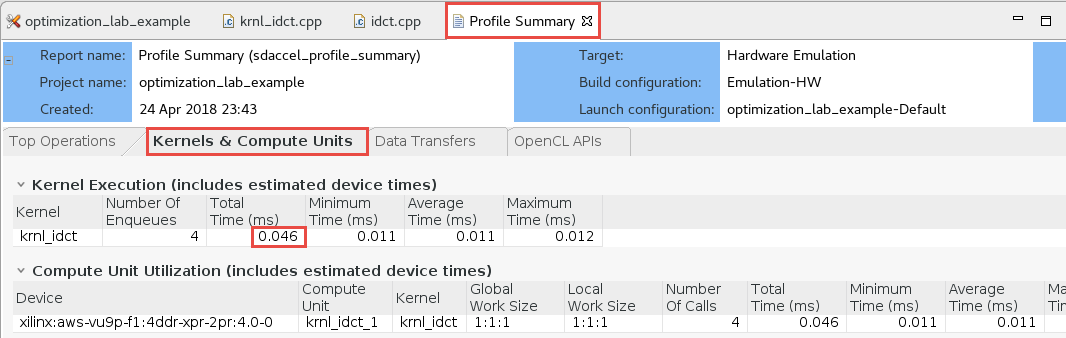 optimization_lab_example krnl_idct.cpp idct.cpp Profile Summary
Report name: Profile Summary (sdaccel_profile_summary) Target: Hardware Emulation
Project name: optimization_lab_example Build configuration: Emulation-HW
Created: 24 Apr 2018 23:43 Launch configuration: optimization_lab_example-Default
Top Operations Kernels & Compute Units Data Transfers OpenCL APIs
Kernel Execution (includes estimated device times)
Kernel Number Of Enqueues Total Time (ms) Minimum Time (ms) Average Time (ms) Maximum Time (ms)
krnl_idct 4 0.046 0.011 0.011 0.012
Compute Unit Utilization (includes estimated device times)
Device Compute Unit Kernel Global Work Size Local Work Size Number Of Calls Total Time (ms) Minimum Time (ms) Average Time (ms) Ma Tim
xilinx:aws-vu9p-f1:4ddr-xpr-2pr:4.0-0 krnl_idct_1 krnl_idct 1:1:1 1:1:1 4 0.046 0.011 0.011